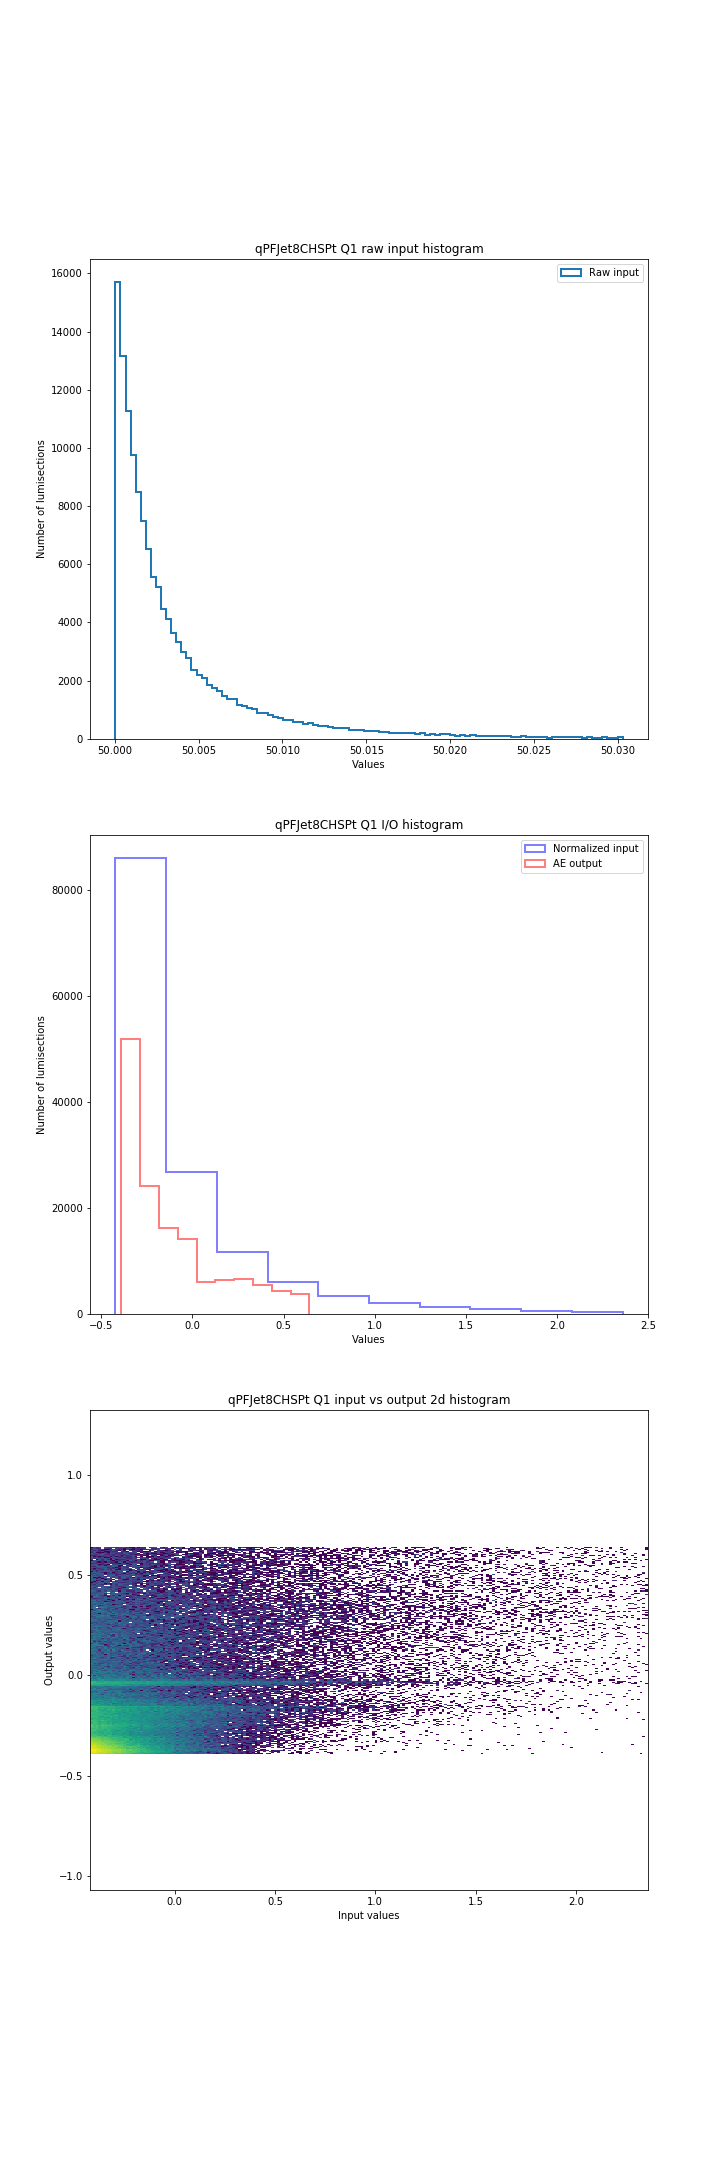 qPFJet8CHSPt Q1 raw input histogram
Raw input
16000
14000
12000
10000
8000
6000
4000
2000
0
Number of lumisections
50.000 50.005 50.010 50.015 50.020 50.025 50.030
Values
qPFJet8CHSPt Q1 I/O histogram
Normalized input
AE output
80000
60000
40000
20000
0
Number of lumisections
−0.5 0.0 0.5 1.0 1.5 2.0 2.5
Values
qPFJet8CHSPt Q1 input vs output 2d histogram
1.0
0.5
0.0
−0.5
−1.0
Output values
0.0 0.5 1.0 1.5 2.0
Input values